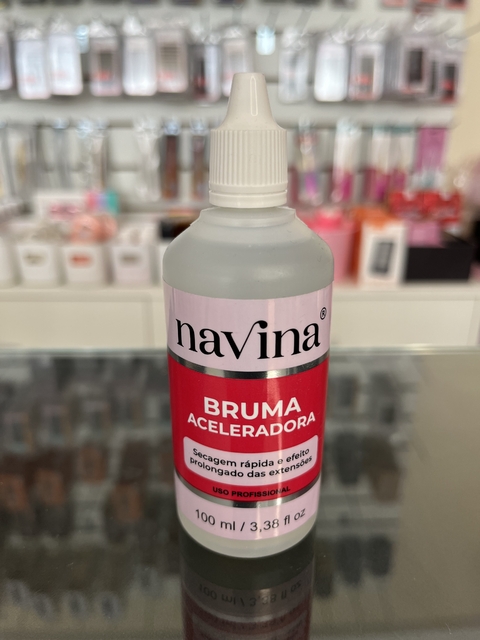 navina®
BRUMA
ACELERADORA
Secagem rápida e efeito
prolongado das extensões
USO PROFISSIONAL
100 ml / 3,38 fl oz